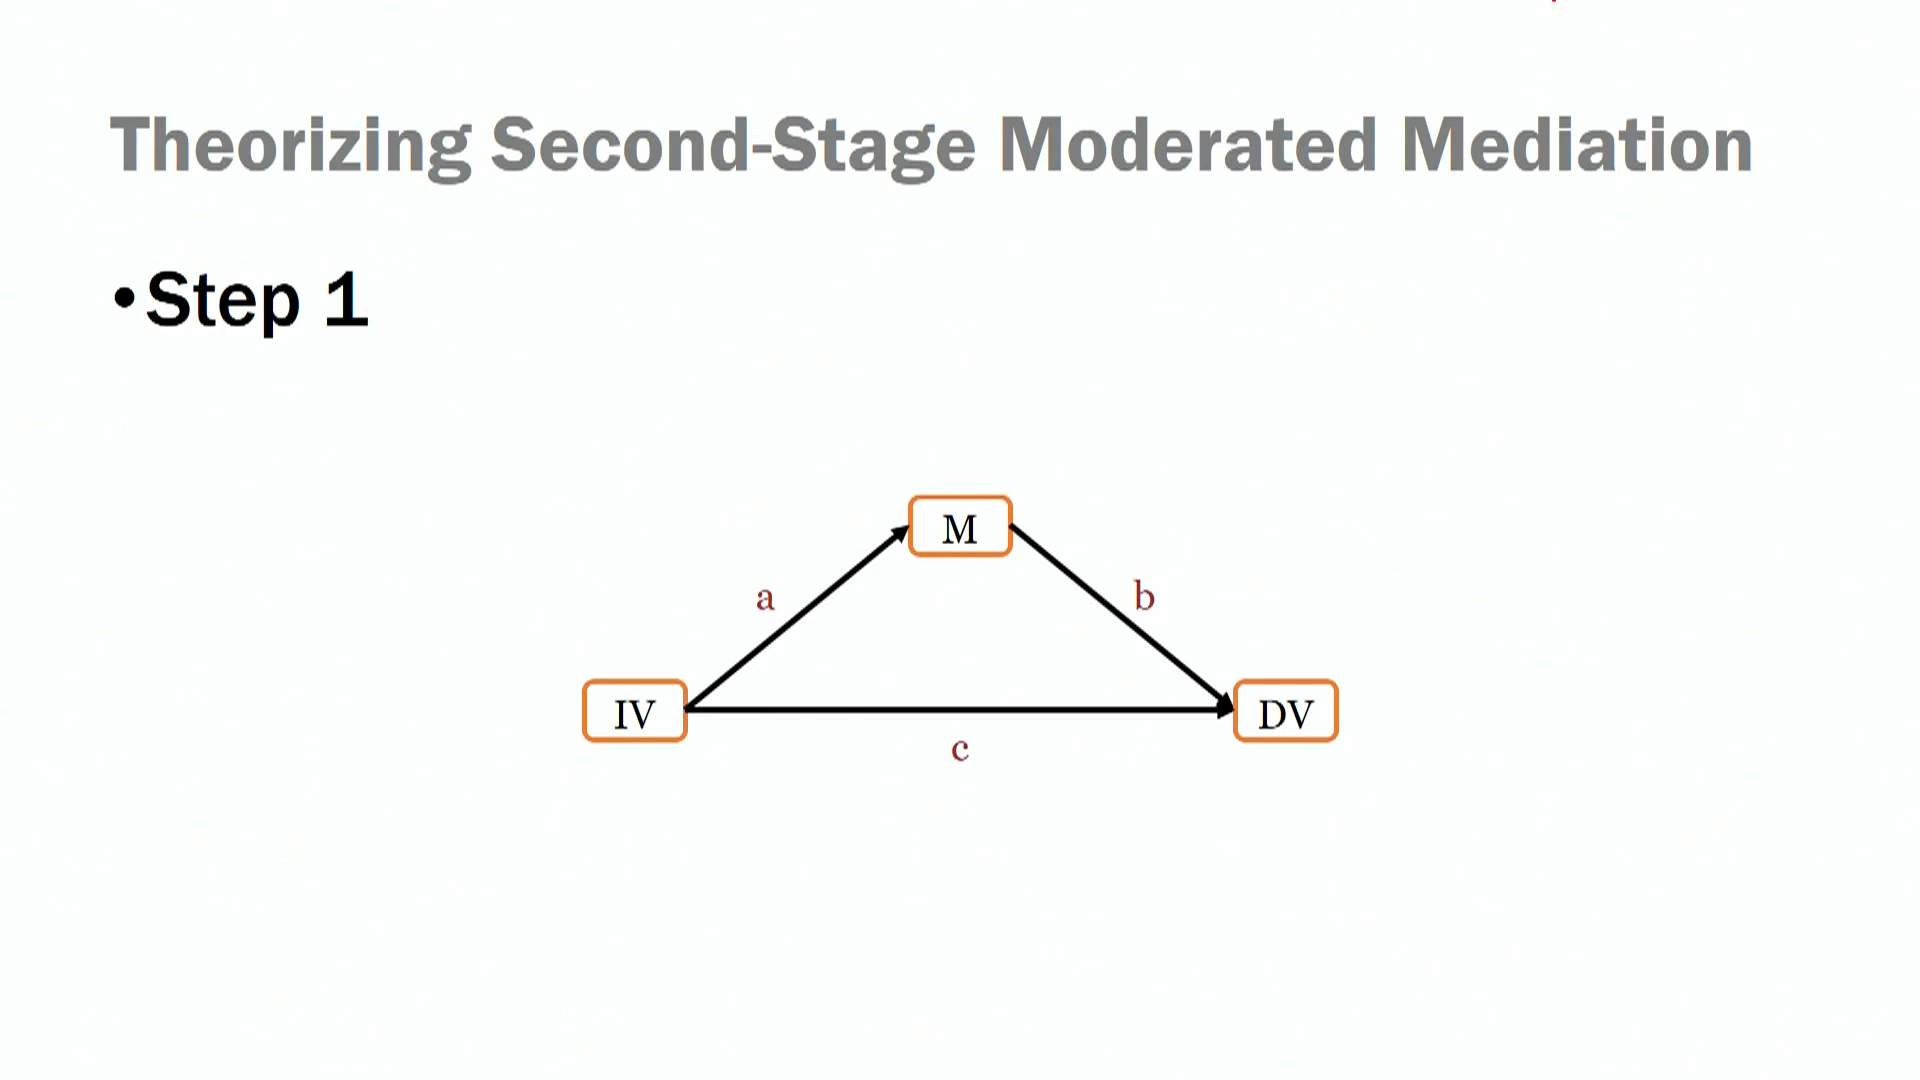 Theorizing Second-Stage Moderated Mediation
•Step 1
M
a
b
IV
DV
c